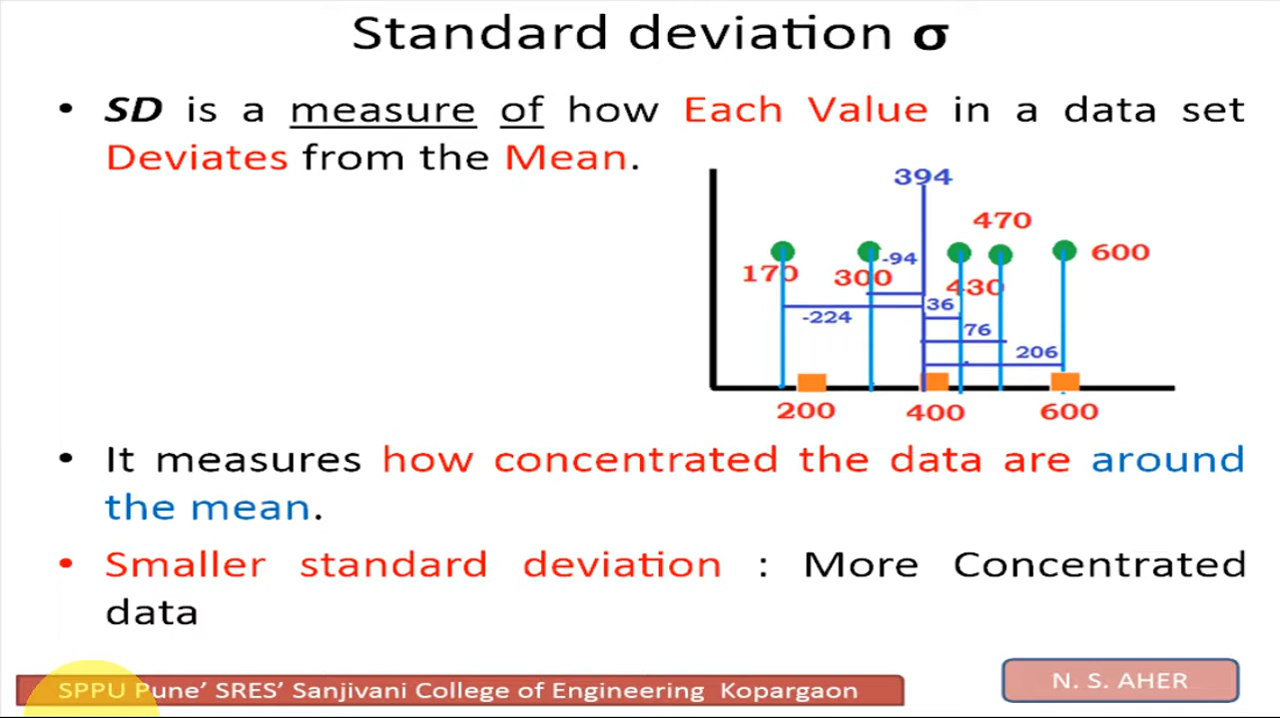 Standard deviation σ
• SD is a measure of how Each Value in a data set
Deviates from the Mean.
394
470
600
170
300
-94
430
36
-224
76
206
200
400
600
• It measures how concentrated the data are around
the mean.
• Smaller standard deviation : More Concentrated
data
SPPU Pune’ SRES’ Sanjivani College of Engineering Kopargaon
N. S. AHER